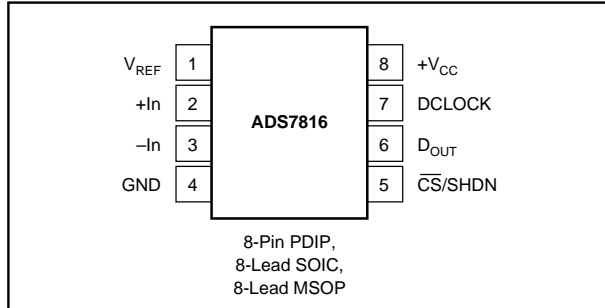 V_REF 1
+In 2
–In 3
GND 4
ADS7816
8 +V_CC
7 DCLOCK
6 D_OUT
5 C̅S̅/SHDN
8-Pin PDIP,
8-Lead SOIC,
8-Lead MSOP